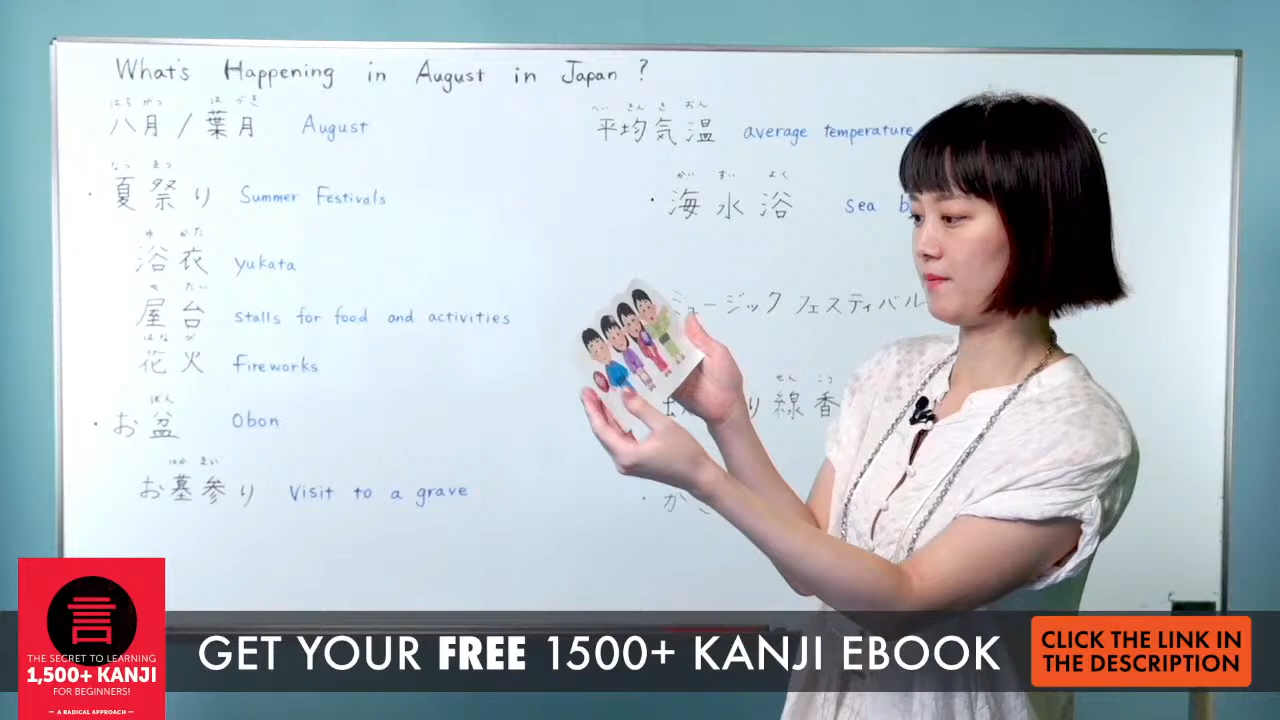 What's Happening in August in Japan ?
はち がつ は づき
八月 / 葉月 August
なつ まつ
・夏祭り Summer Festivals
ゆ かた
浴衣 yukata
や たい
屋台 stalls for food and activities
はな び
花火 fireworks
ぼん
・お盆 Obon
はか まい
お墓参り Visit to a grave
へい きん き おん
平均気温 average temperature
℃
かい すい よく
・海水浴 sea
ミュージック フェスティバル
せん こう
り線香
か
GET YOUR FREE 1500+ KANJI EBOOK
CLICK THE LINK IN
THE DESCRIPTION
言
THE SECRET TO LEARNING
1,500+ KANJI
FOR BEGINNERS!
— A RADICAL APPROACH —